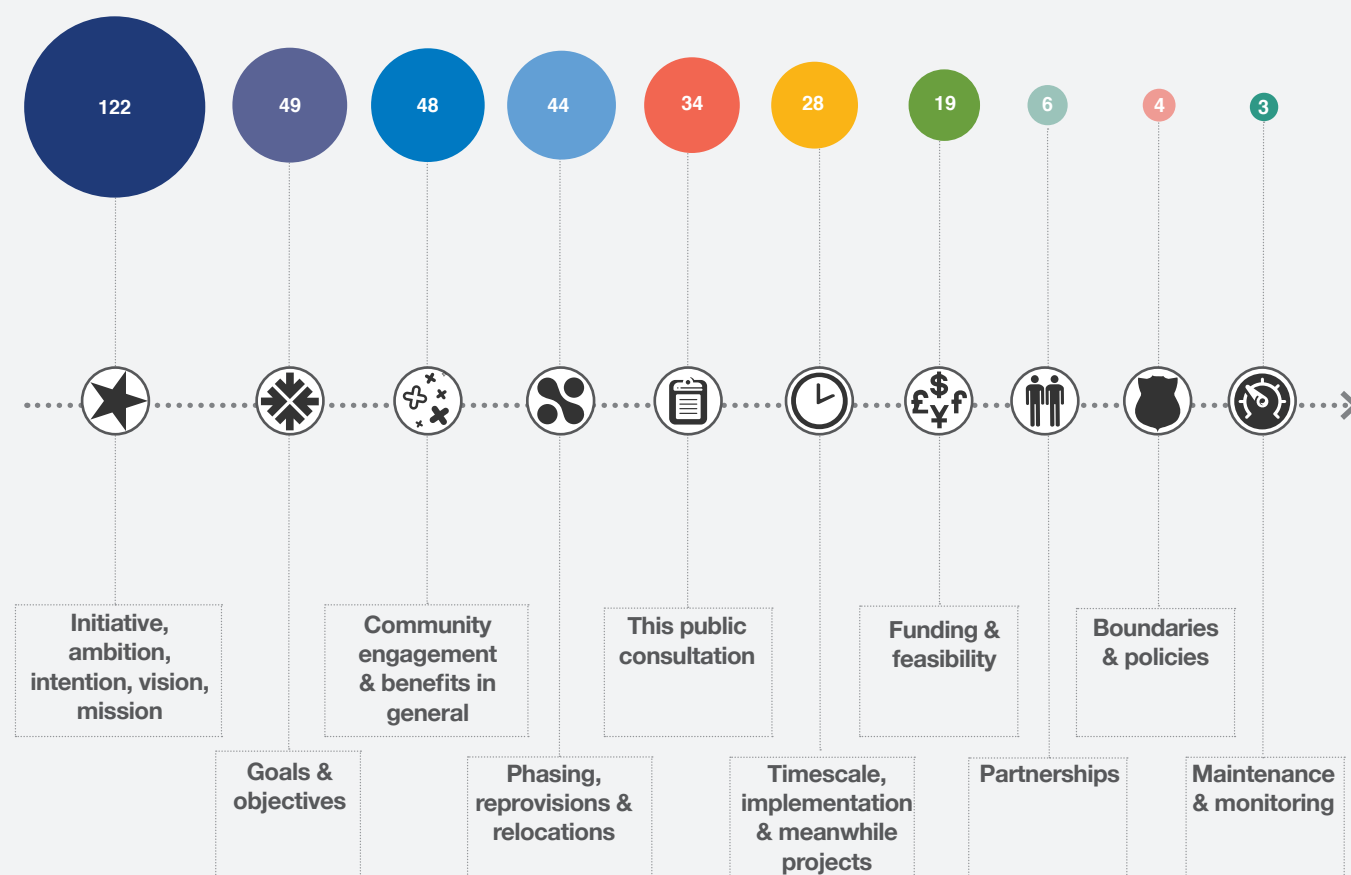 122
49
48
44
34
28
19
6
4
3
£$¥f
Initiative,
ambition,
intention, vision,
mission
Goals &
objectives
Community
engagement
& benefits in
general
Phasing,
reprovisions &
relocations
This public
consultation
Timescale,
implementation
& meanwhile
projects
Funding &
feasibility
Partnerships
Boundaries
& policies
Maintenance
& monitoring